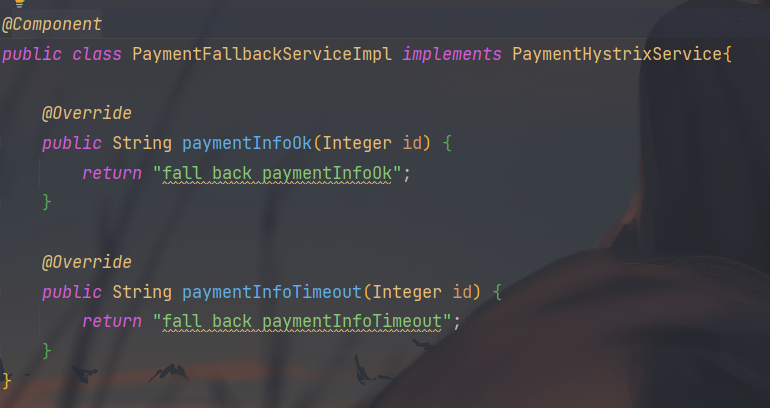 @Component
public class PaymentFallbackServiceImpl implements PaymentHystrixService{
@Override
public String paymentInfoOk(Integer id) {
return "fall back paymentInfoOk";
}
@Override
public String paymentInfoTimeout(Integer id) {
return "fall back paymentInfoTimeout";
}
}